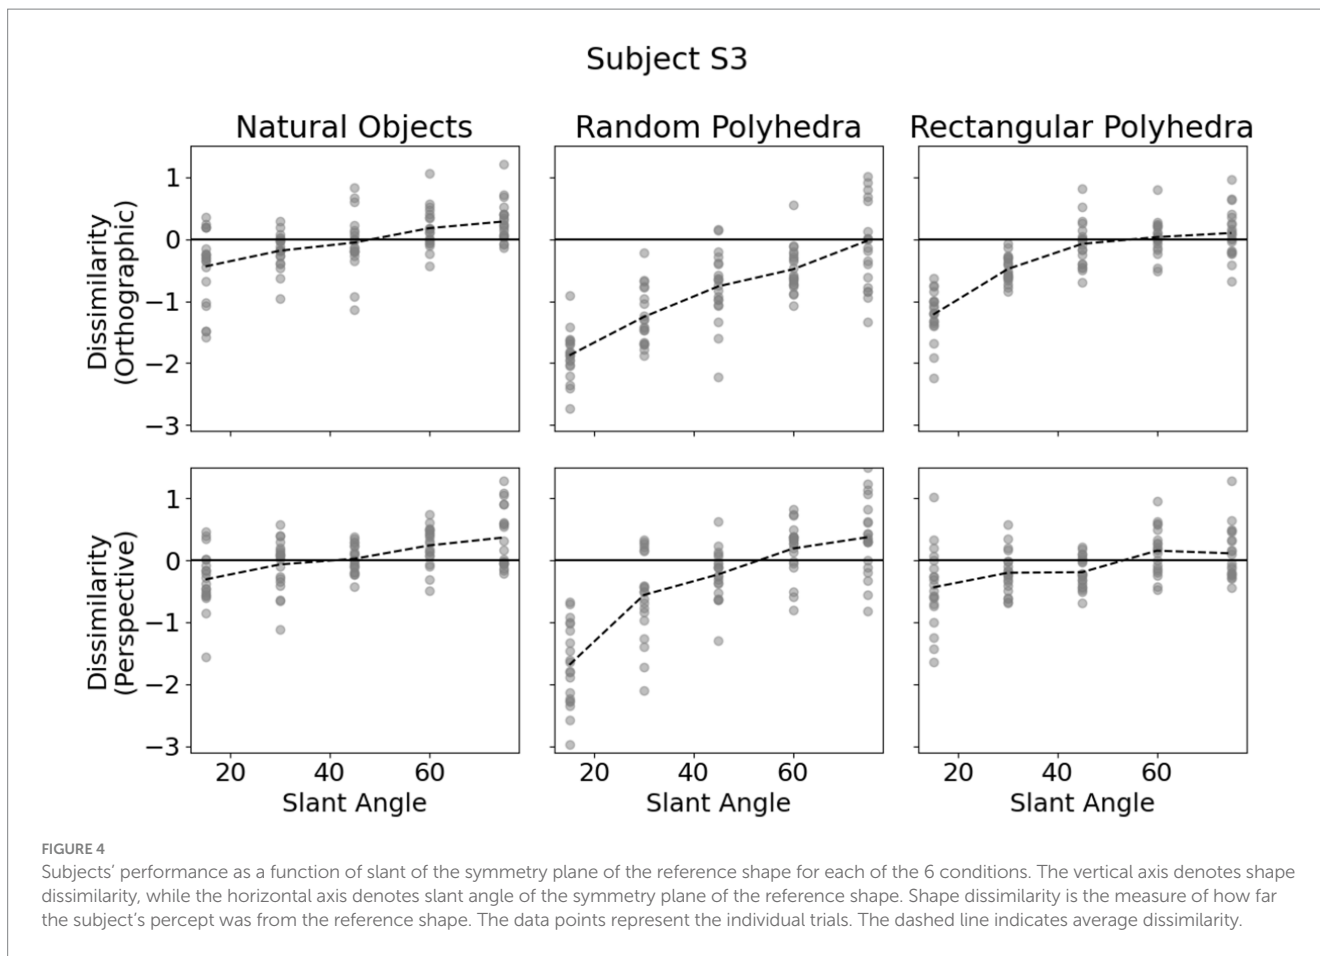 Subject S3
Natural Objects
Random Polyhedra
Rectangular Polyhedra
Dissimilarity
(Orthographic)
1
0
−1
−2
−3
Dissimilarity
(Perspective)
1
0
−1
−2
−3
20 40 60
20 40 60
20 40 60
Slant Angle
Slant Angle
Slant Angle
FIGURE 4
Subjects’ performance as a function of slant of the symmetry plane of the reference shape for each of the 6 conditions. The vertical axis denotes shape
dissimilarity, while the horizontal axis denotes slant angle of the symmetry plane of the reference shape. Shape dissimilarity is the measure of how far
the subject’s percept was from the reference shape. The data points represent the individual trials. The dashed line indicates average dissimilarity.